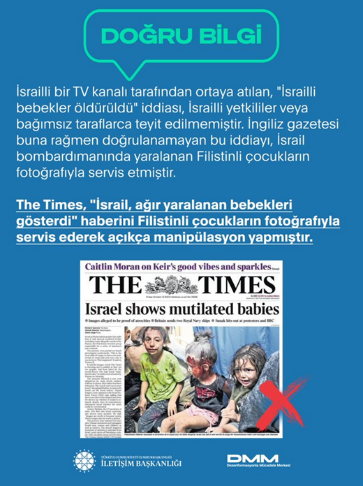 DOĞRU BİLGİ
İsrailli bir TV kanalı tarafından ortaya atılan, "İsrailli
bebekler öldürüldü" iddiası, İsrailli yetkililer veya
bağımsız taraflarca teyit edilmemiştir. İngiliz gazetesi
buna rağmen doğrulanamayan bu iddiayı, İsrail
bombardımanında yaralanan Filistinli çocukların
fotoğrafıyla servis etmiştir.
The Times, "İsrail, ağır yaralanan bebekleri
gösterdi" haberini Filistinli çocukların fotoğrafıyla
servis ederek açıkça manipülasyon yapmıştır.
Caitlin Moran on Keir's good vibes and sparkles
THE TIMES
Israel shows mutilated babies
TÜRKİYE CUMHURİYETİ CUMHURBAŞKANLIĞI
İLETİŞİM BAŞKANLIĞI
DMM
Dezenformasyonla Mücadele Merkezi